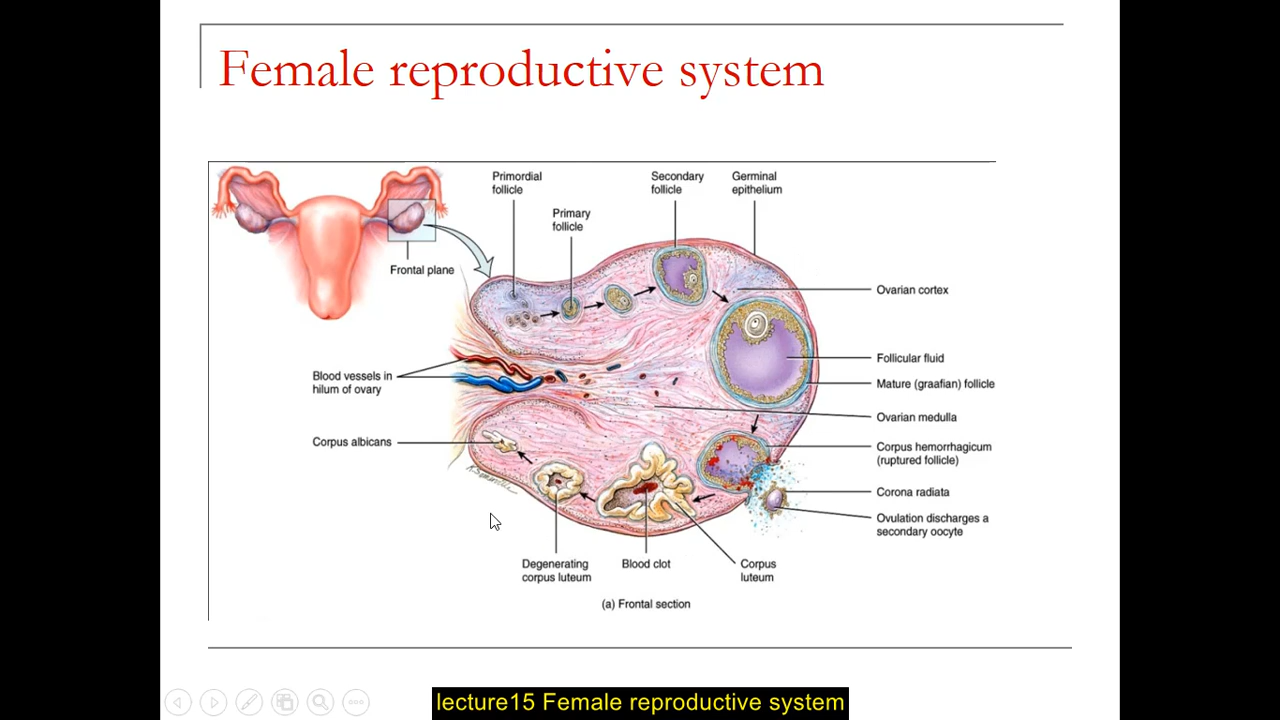 Female reproductive system
Primordial
follicle
Primary
follicle
Secondary
follicle
Germinal
epithelium
Frontal plane
Ovarian cortex
Follicular fluid
Mature (graafian) follicle
Ovarian medulla
Blood vessels in
hilum of ovary
Corpus albicans
Corpus hemorrhagicum
(ruptured follicle)
Corona radiata
Ovulation discharges a
secondary oocyte
Degenerating
corpus luteum
Blood clot
Corpus
luteum
(a) Frontal section
lecture15 Female reproductive system